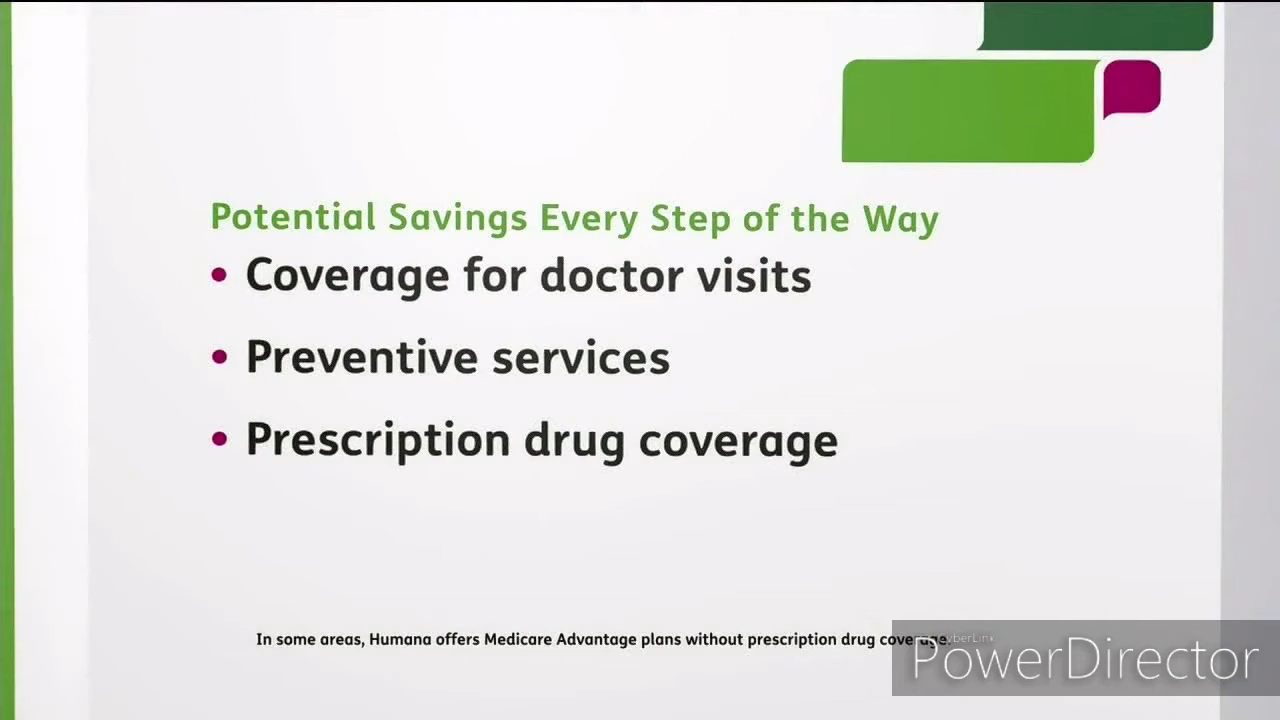 Potential Savings Every Step of the Way
• Coverage for doctor visits
• Preventive services
• Prescription drug coverage
In some areas, Humana offers Medicare Advantage plans without prescription drug coverage.
CyberLink
PowerDirector